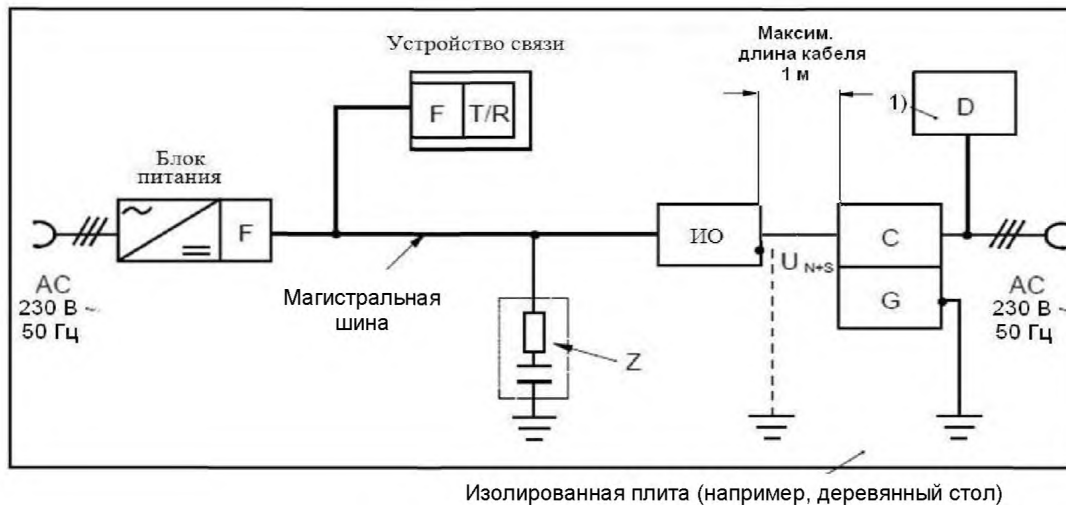 Устройство связи
F
T/R
Максим.
длина кабеля
1 м
1)
D
Блок
питания
F
ИО
C
U N+S
G
AC
230 В ~
50 Гц
Магистральная
шина
Z
AC
230 В ~
50 Гц
Изолированная плита (например, деревянный стол)